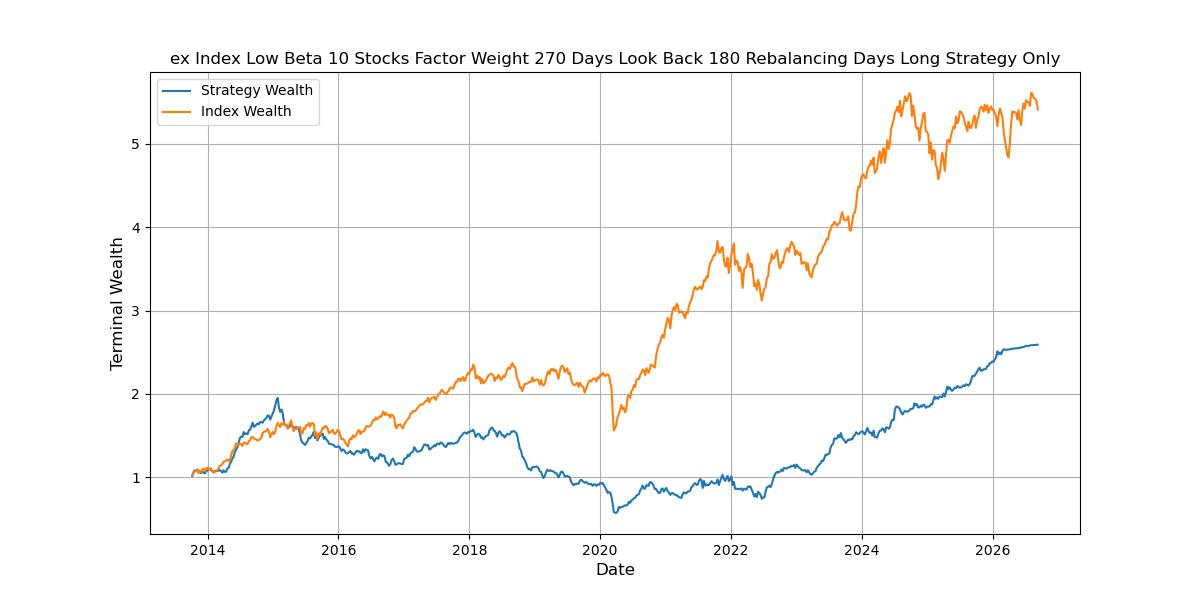 ex Index Low Beta 10 Stocks Factor Weight 270 Days Look Back 180 Rebalancing Days Long Strategy Only
Strategy Wealth
Index Wealth
Terminal Wealth
5
4
3
2
1
2014 2016 2018 2020 2022 2024 2026
Date